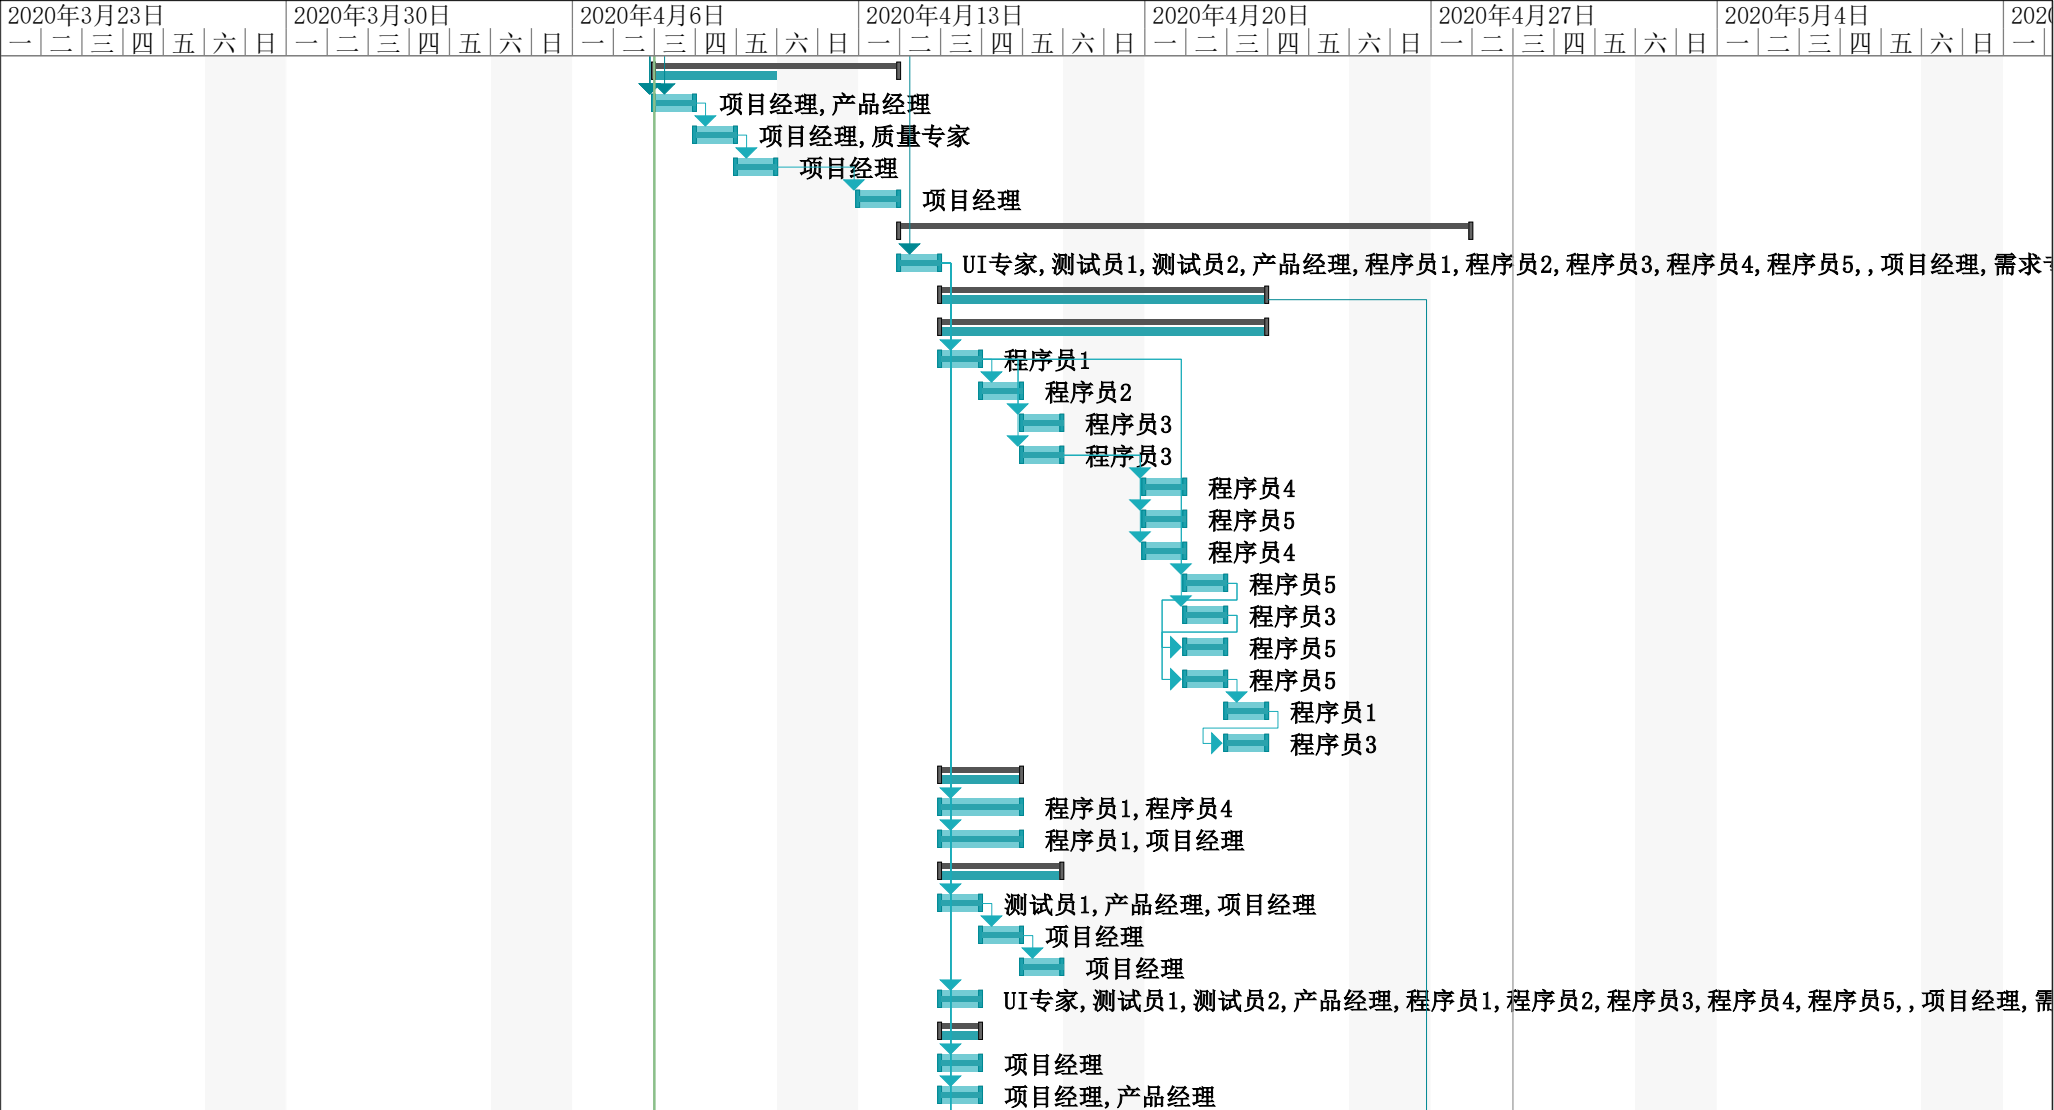 2020年3月23日 2020年3月30日 2020年4月6日 2020年4月13日 2020年4月20日 2020年4月27日 2020年5月4日 202
一 二 三 四 五 六 日 一 二 三 四 五 六 日 一 二 三 四 五 六 日 一 二 三 四 五 六 日 一 二 三 四 五 六 日 一 二 三 四 五 六 日 一 二 三 四 五 六 日 一
项目经理,产品经理
项目经理,质量专家
项目经理
项目经理
UI专家,测试员1,测试员2,产品经理,程序员1,程序员2,程序员3,程序员4,程序员5,,项目经理,需求
程序员1
程序员2
程序员3
程序员3
程序员4
程序员5
程序员4
程序员5
程序员3
程序员5
程序员5
程序员1
程序员3
程序员1,程序员4
程序员1,项目经理
测试员1,产品经理,项目经理
项目经理
项目经理
UI专家,测试员1,测试员2,产品经理,程序员1,程序员2,程序员3,程序员4,程序员5,,项目经理,需
项目经理
项目经理,产品经理